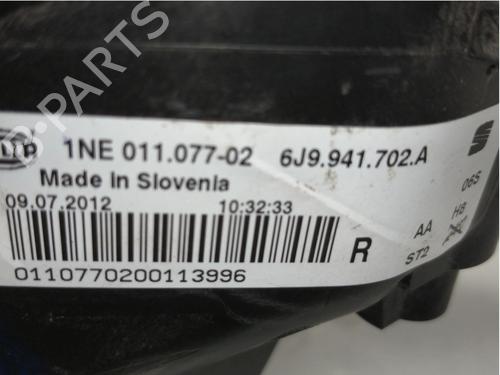 1NE 011.077-02 6J9.941.702.A
Made in Slovenia
09.07.2012 10:32:33
R
0110770200113996
06S
AA HB
ST2
B-PARTS